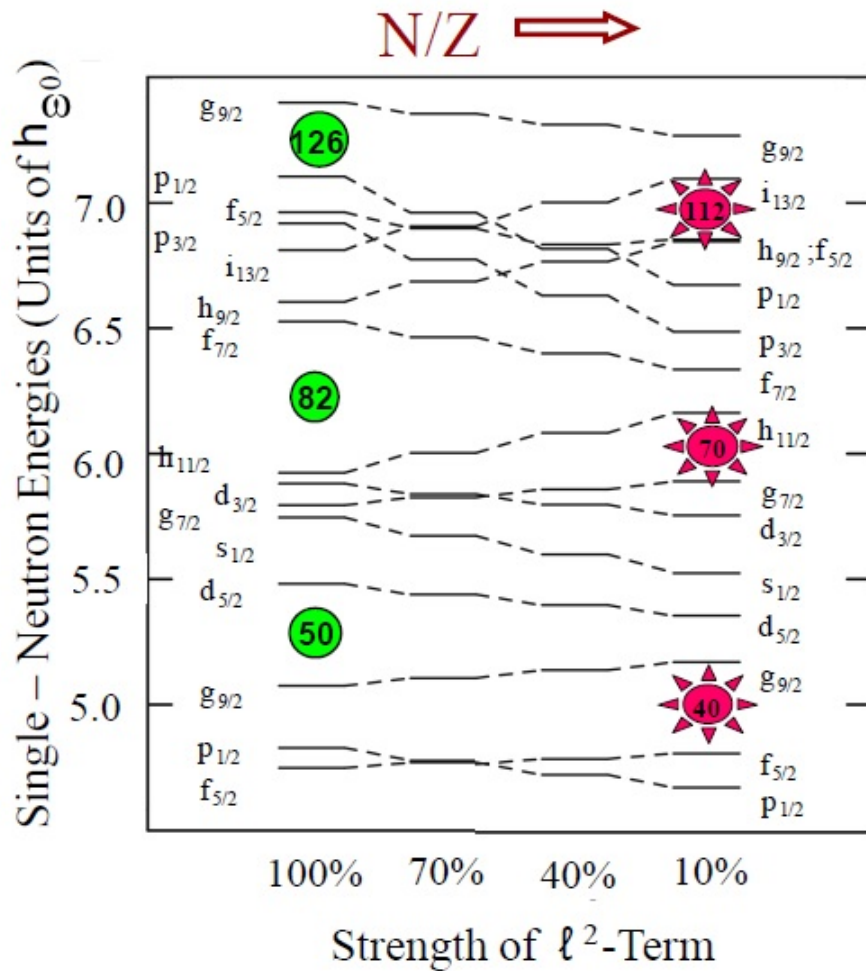 N/Z
Single – Neutron Energies (Units of hω0)
7.0
6.5
6.0
5.5
5.0
g9/2
p1/2
f5/2
p3/2
i13/2
h9/2
f7/2
h11/2
d3/2
g7/2
s1/2
d5/2
g9/2
p1/2
f5/2
126
82
50
112
70
40
g9/2
i13/2
h9/2 ;f5/2
p1/2
p3/2
f7/2
h11/2
g7/2
d3/2
s1/2
d5/2
g9/2
f5/2
p1/2
100% 70% 40% 10%
Strength of ℓ²-Term